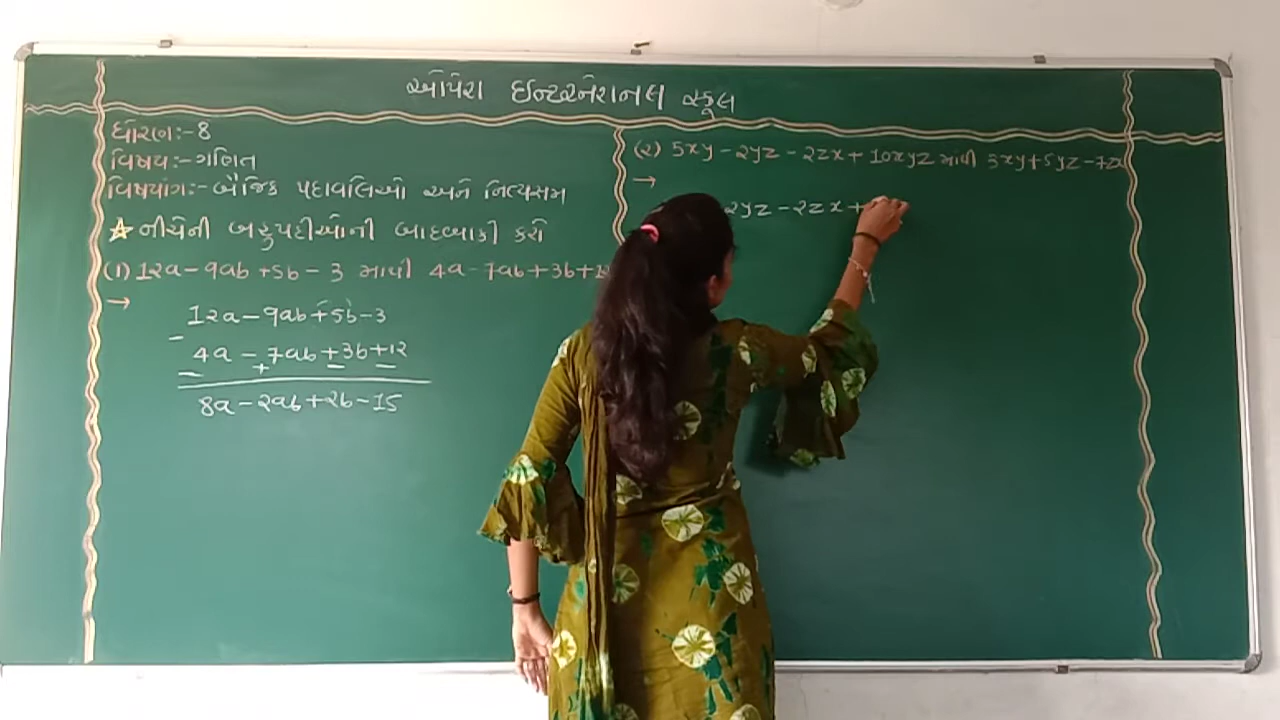 ઓપેરા ઇન્ટરનેશનલ સ્કૂલ
ધોરણ:- 8
વિષય:- ગણિત
વિષયાંગ:- બૈજિક પદાવલિઓ અને નિત્યસમ
નીચેની બહુપદીઓની બાદબાકી કરો
(1) 12a - 9ab + 5b - 3 માંથી 4a - 7ab + 3b + 12
→
12a - 9ab + 5b - 3
-
4a - 7ab + 3b + 12
- + - -
8a - 2ab + 2b - 15
(૨) 5xy - 2yz - 2zx + 10xyz માંથી 3xy + 5yz - 7zx
→
2yz - 2zx +